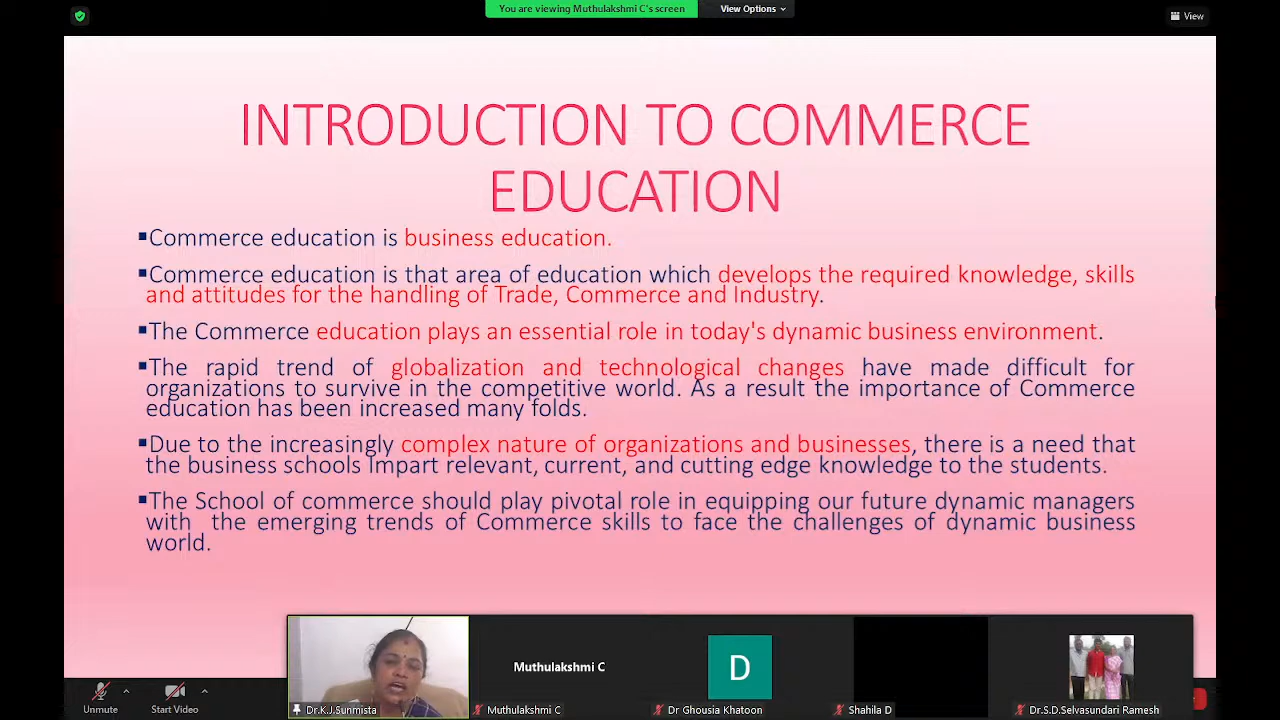 You are viewing Muthulakshmi C's screen
View Options
View
INTRODUCTION TO COMMERCE
EDUCATION
▪Commerce education is business education.
▪Commerce education is that area of education which develops the required knowledge, skills
and attitudes for the handling of Trade, Commerce and Industry.
▪The Commerce education plays an essential role in today's dynamic business environment.
▪The rapid trend of globalization and technological changes have made difficult for
organizations to survive in the competitive world. As a result the importance of Commerce
education has been increased many folds.
▪Due to the increasingly complex nature of organizations and businesses, there is a need that
the business schools Impart relevant, current, and cutting edge knowledge to the students.
▪The School of commerce should play pivotal role in equipping our future dynamic managers
with the emerging trends of Commerce skills to face the challenges of dynamic business
world.
Muthulakshmi C
D
Unmute
Start Video
Dr.K.J.Sunmista
Muthulakshmi C
Dr Ghousia Khatoon
Shahila D
Dr.S.D.Selvasundari Ramesh